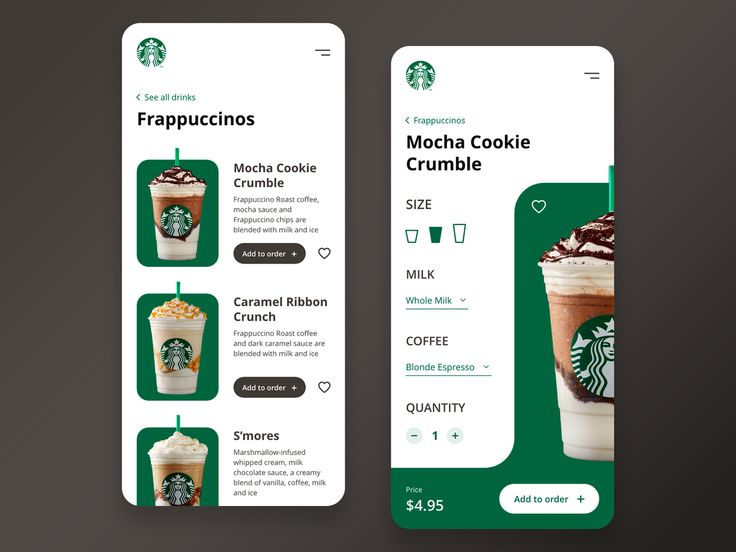 See all drinks
Frappuccinos
Mocha Cookie
Crumble
Frappuccino Roast coffee,
mocha sauce and
Frappuccino chips are
blended with milk and ice
Add to order +
Caramel Ribbon
Crunch
Frappuccino Roast coffee
and dark caramel sauce are
blended with milk and ice
Add to order +
S'mores
Marshmallow-infused
whipped cream, milk
chocolate sauce, a creamy
blend of vanilla, coffee, milk
and ice
Frappuccinos
Mocha Cookie
Crumble
SIZE
MILK
Whole Milk
COFFEE
Blonde Espresso
QUANTITY
− 1 +
Price
$4.95
Add to order +